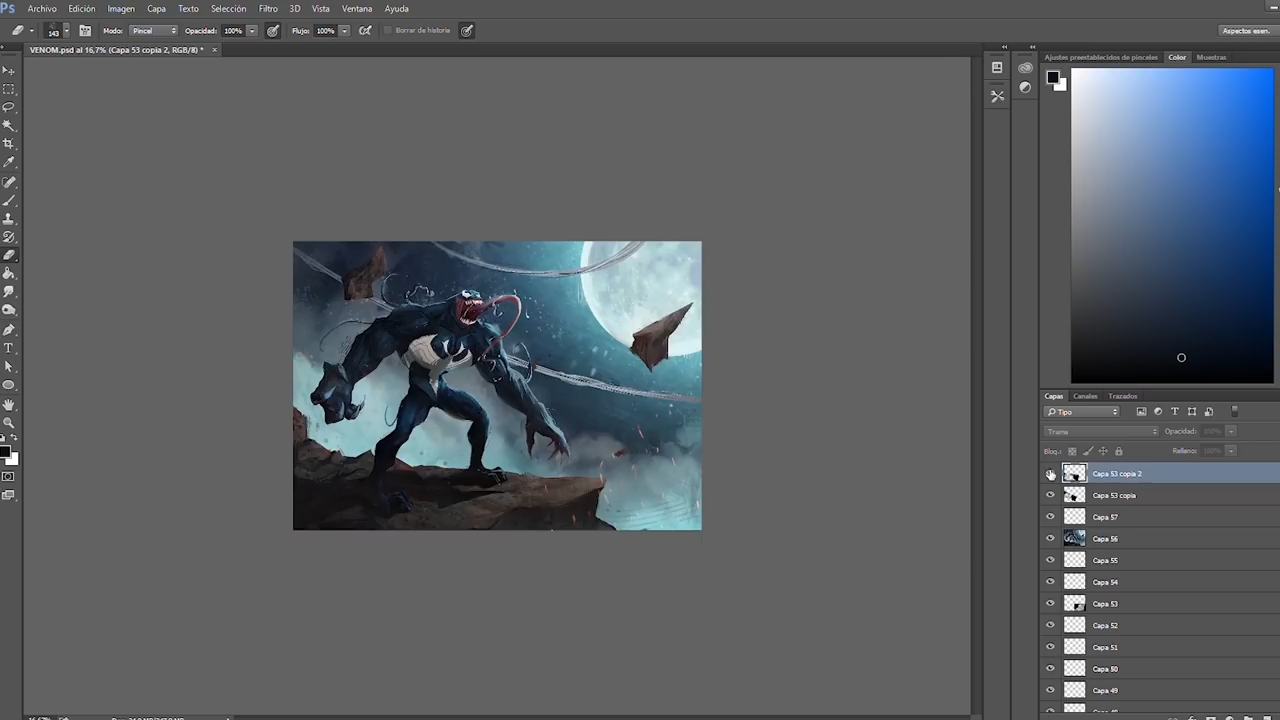 Ps Archivo Edición Imagen Capa Texto Selección Filtro 3D Vista Ventana Ayuda
143 Modo: Pincel Opacidad: 100% Flujo: 100% Borrar de historia Aspectos esen.
VENOM.psd al 16,7% (Capa 53 copia 2, RGB/8) * ×
Ajustes preestablecidos de pinceles Color Muestras
Capas Canales Trazados
Tipo
Trama Opacidad: 100%
Bloq.: Relleno: 100%
Capa 53 copia 2
Capa 53 copia
Capa 57
Capa 56
Capa 55
Capa 54
Capa 53
Capa 52
Capa 51
Capa 50
Capa 49